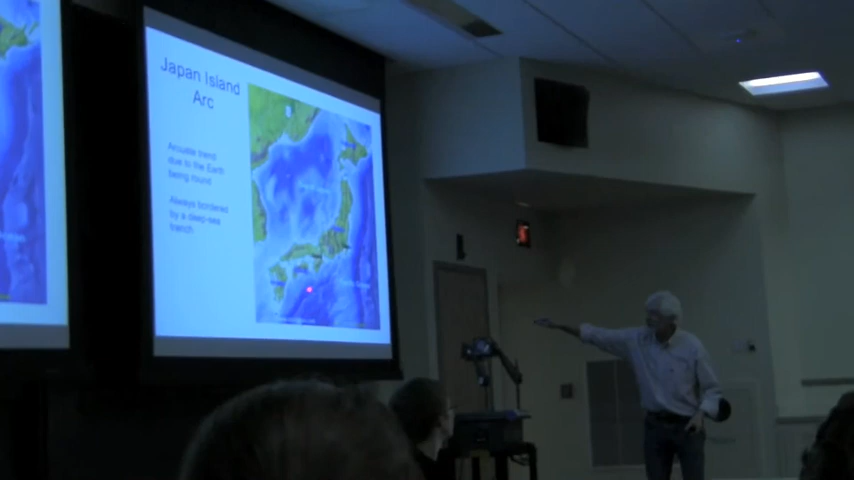 Japan Island
Arc
Arcuate trend
due to the Earth
being round
Always bordered
by a deep-sea
trench